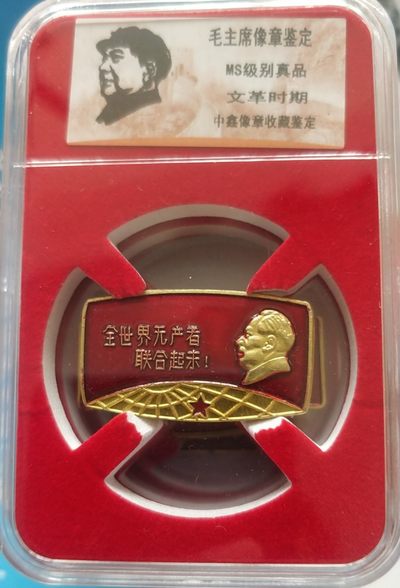 毛主席像章鉴定
MS级别真品
文革时期
中鑫像章收藏鉴定
全世界无产者
联合起来!